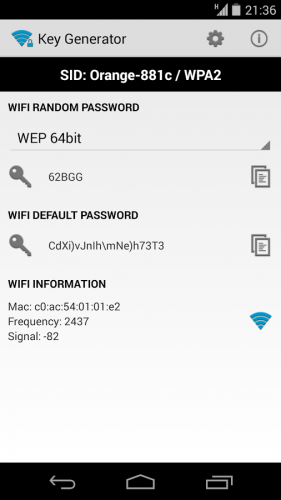 H 21:36
Key Generator
SID: Orange-881c / WPA2
WIFI RANDOM PASSWORD
WEP 64bit
62BGG
WIFI DEFAULT PASSWORD
CdXi)vJnIh\mNe)h73T3
WIFI INFORMATION
Mac: c0:ac:54:01:01:e2
Frequency: 2437
Signal: -82